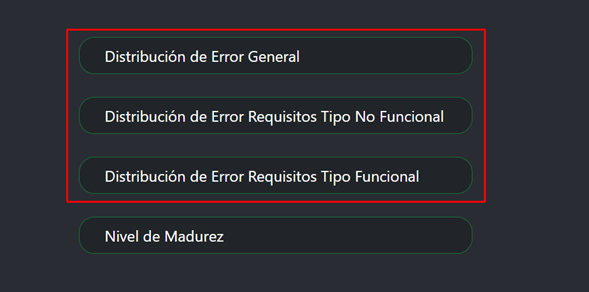 Distribución de Error General
Distribución de Error Requisitos Tipo No Funcional
Distribución de Error Requisitos Tipo Funcional
Nivel de Madurez